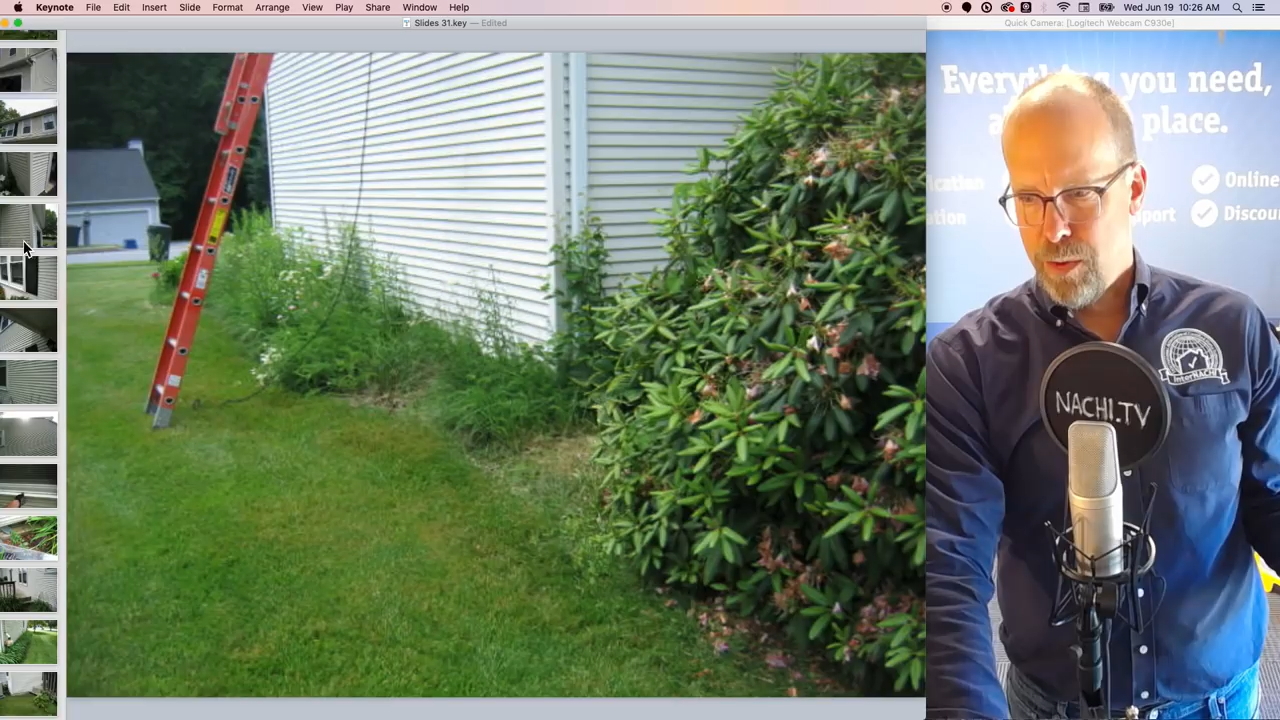 Keynote File Edit Insert Slide Format Arrange View Play Share Window Help Wed Jun 19 10:26 AM
Slides 31.key — Edited
Quick Camera: [Logitech Webcam C930e]
Everything you need,
place.
Online
Discou
NACHI.TV
InterNACHI